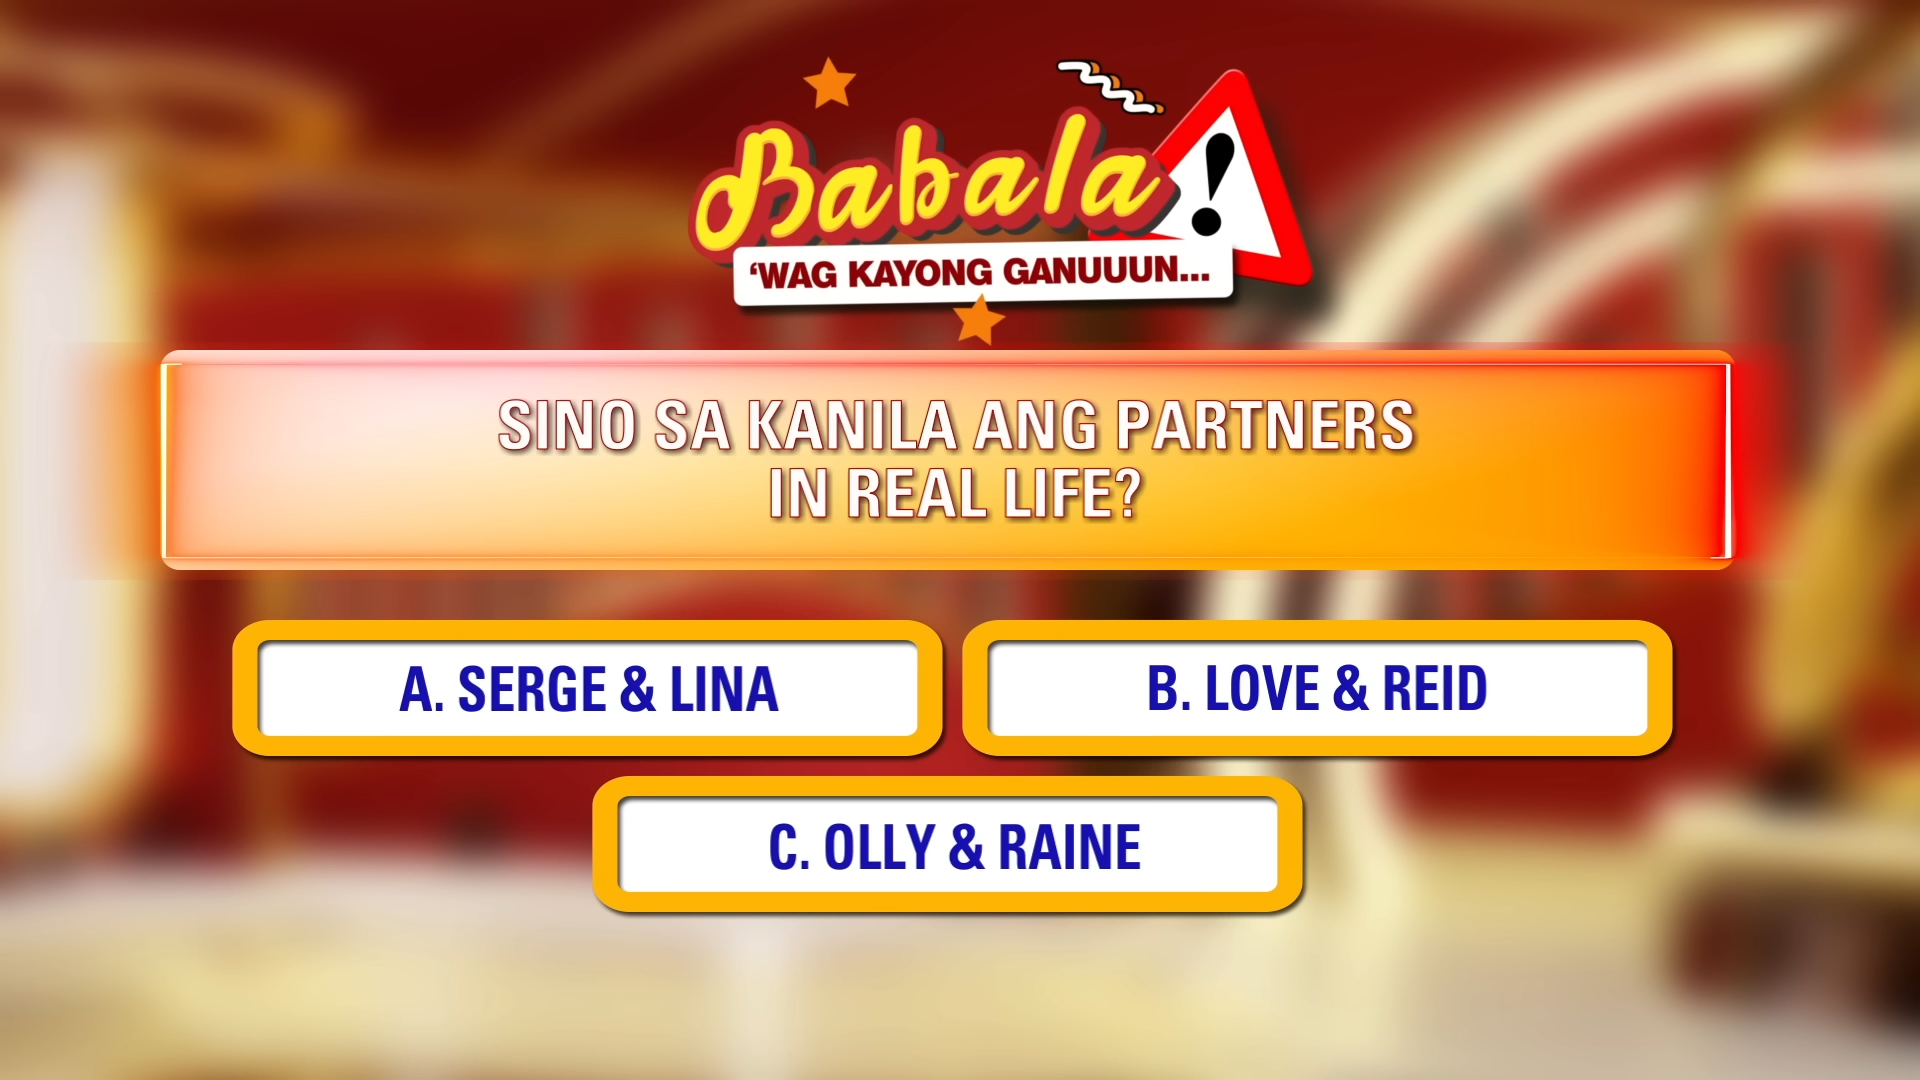 Babala
‘WAG KAYONG GANUUUN...
SINO SA KANILA ANG PARTNERS
IN REAL LIFE?
A. SERGE & LINA
B. LOVE & REID
C. OLLY & RAINE